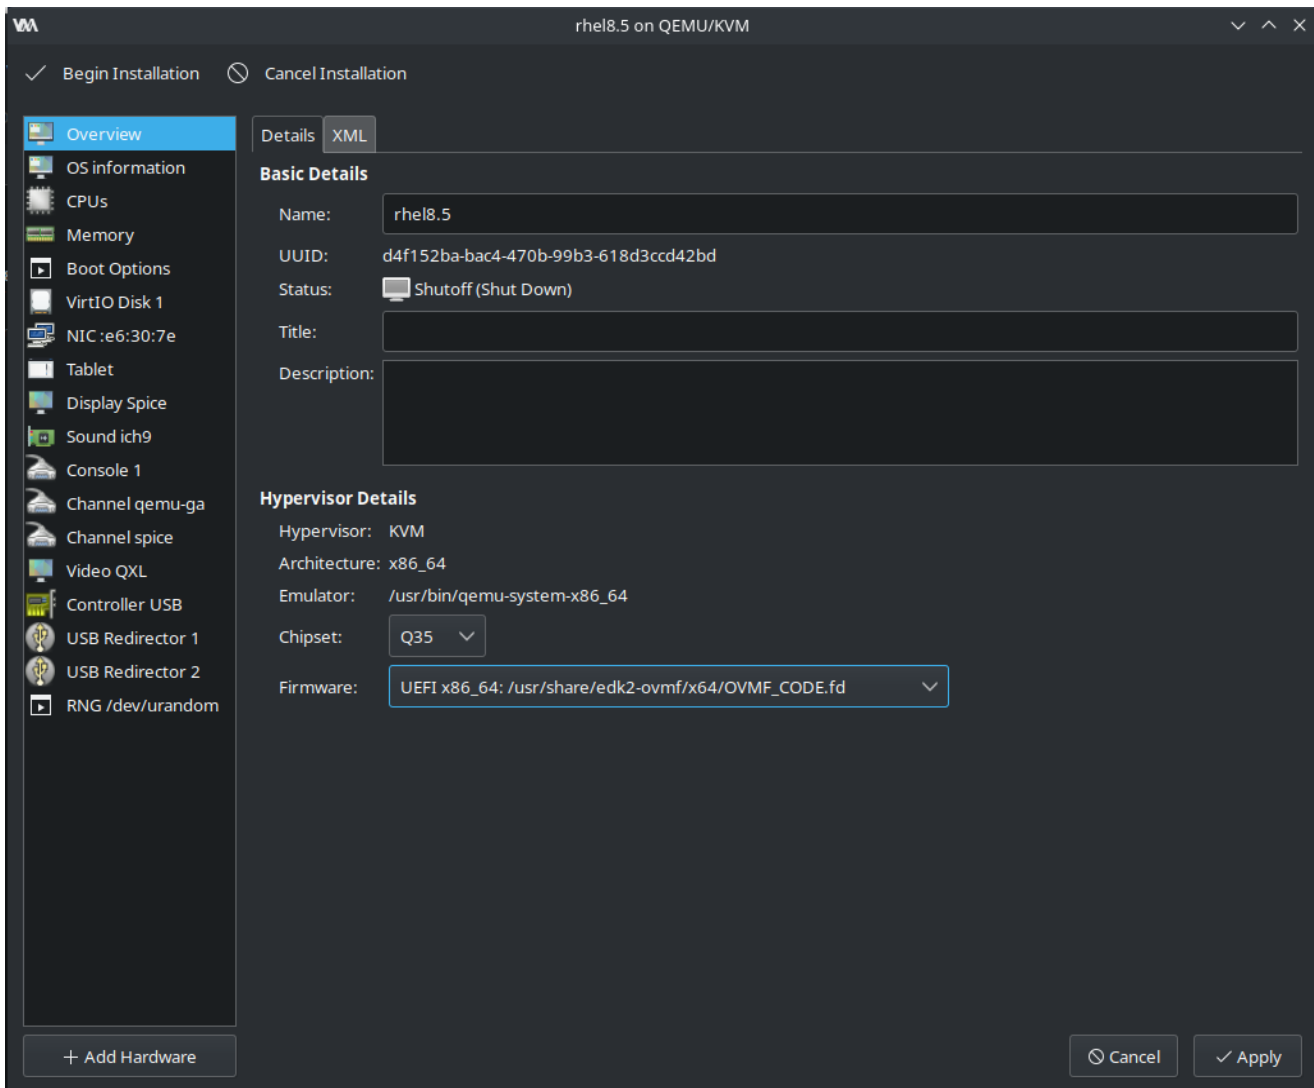 rhel8.5 on QEMU/KVM
Begin Installation
Cancel Installation
Overview
OS information
CPUs
Memory
Boot Options
VirtIO Disk 1
NIC :e6:30:7e
Tablet
Display Spice
Sound ich9
Console 1
Channel qemu-ga
Channel spice
Video QXL
Controller USB
USB Redirector 1
USB Redirector 2
RNG /dev/urandom
+ Add Hardware
Details XML
Basic Details
Name: rhel8.5
UUID: d4f152ba-bac4-470b-99b3-618d3ccd42bd
Status: Shutoff (Shut Down)
Title:
Description:
Hypervisor Details
Hypervisor: KVM
Architecture: x86_64
Emulator: /usr/bin/qemu-system-x86_64
Chipset: Q35
Firmware: UEFI x86_64: /usr/share/edk2-ovmf/x64/OVMF_CODE.fd
Cancel
Apply